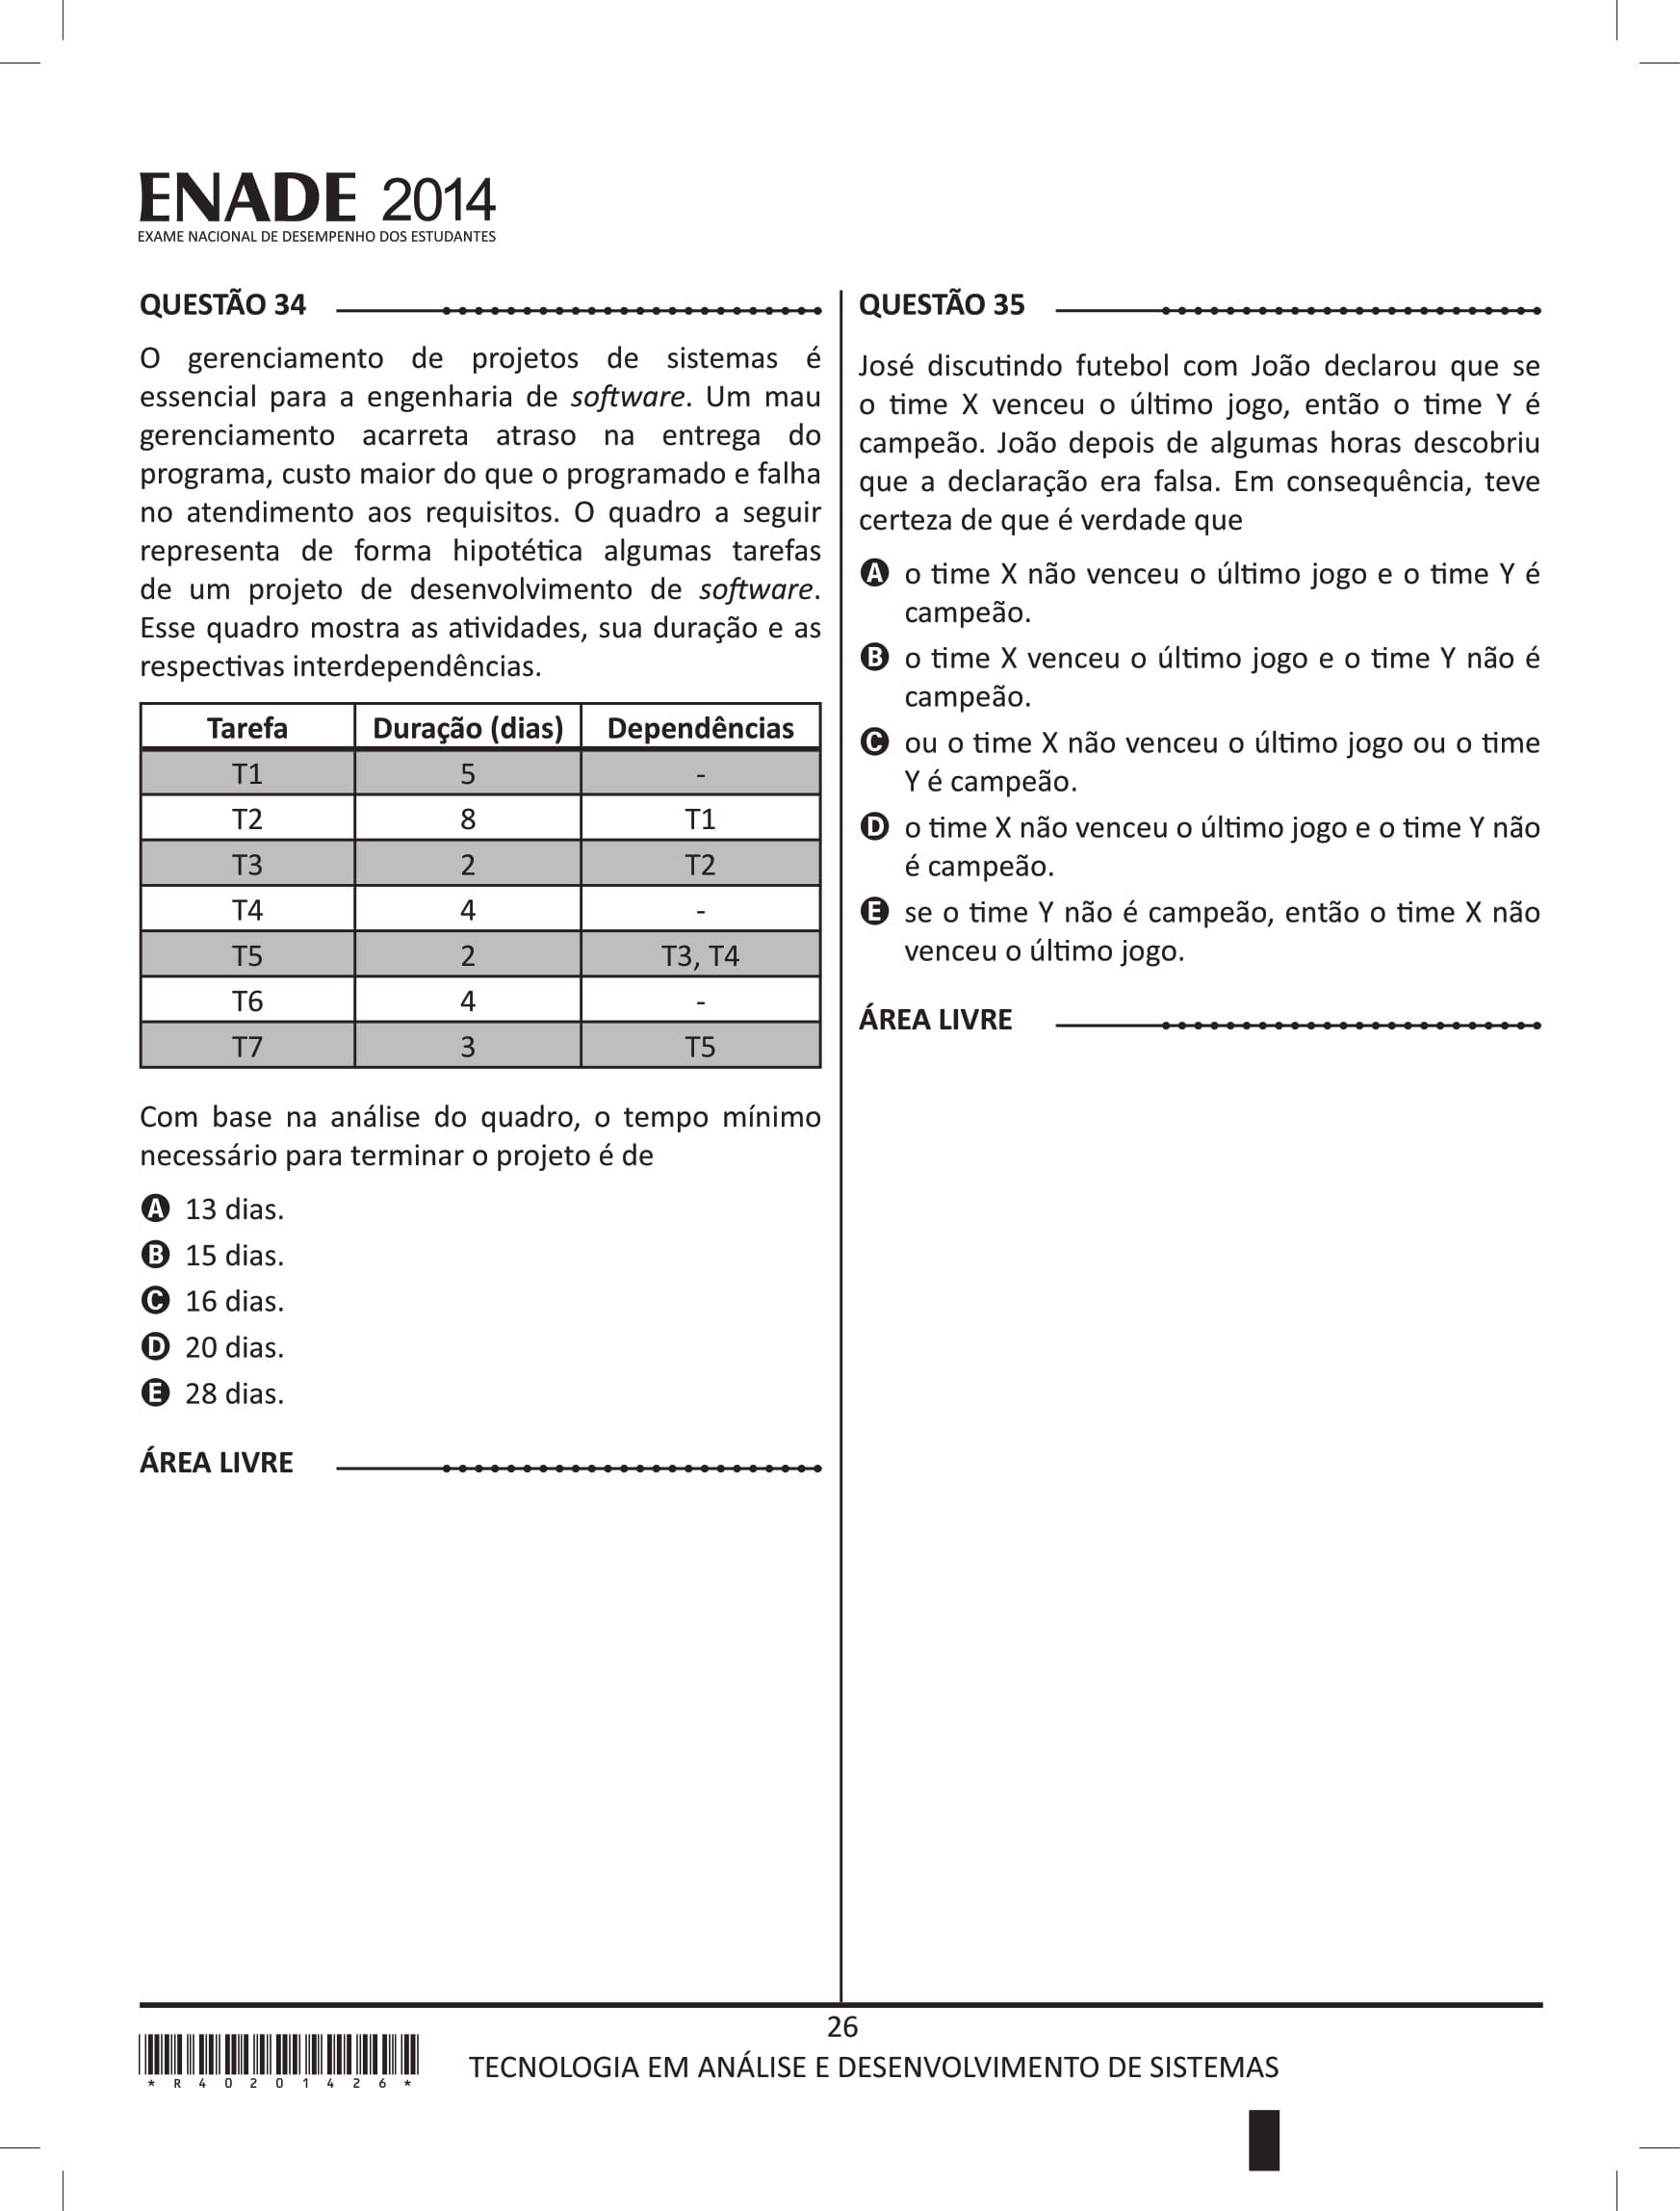 ENADE 2014
EXAME NACIONAL DE DESEMPENHO DOS ESTUDANTES
QUESTÃO 34
O gerenciamento de projetos de sistemas é
essencial para a engenharia de software. Um mau
gerenciamento acarreta atraso na entrega do
programa, custo maior do que o programado e falha
no atendimento aos requisitos. O quadro a seguir
representa de forma hipotética algumas tarefas
de um projeto de desenvolvimento de software.
Esse quadro mostra as atividades, sua duração e as
respectivas interdependências.
Tarefa Duração (dias) Dependências
T1 5 -
T2 8 T1
T3 2 T2
T4 4 -
T5 2 T3, T4
T6 4 -
T7 3 T5
Com base na análise do quadro, o tempo mínimo
necessário para terminar o projeto é de
A 13 dias.
B 15 dias.
C 16 dias.
D 20 dias.
E 28 dias.
ÁREA LIVRE
QUESTÃO 35
José discutindo futebol com João declarou que se
o time X venceu o último jogo, então o time Y é
campeão. João depois de algumas horas descobriu
que a declaração era falsa. Em consequência, teve
certeza de que é verdade que
A o time X não venceu o último jogo e o time Y é
campeão.
B o time X venceu o último jogo e o time Y não é
campeão.
C ou o time X não venceu o último jogo ou o time
Y é campeão.
D o time X não venceu o último jogo e o time Y não
é campeão.
E se o time Y não é campeão, então o time X não
venceu o último jogo.
ÁREA LIVRE
26
TECNOLOGIA EM ANÁLISE E DESENVOLVIMENTO DE SISTEMAS
* R 4 0 2 0 1 4 2 6 *